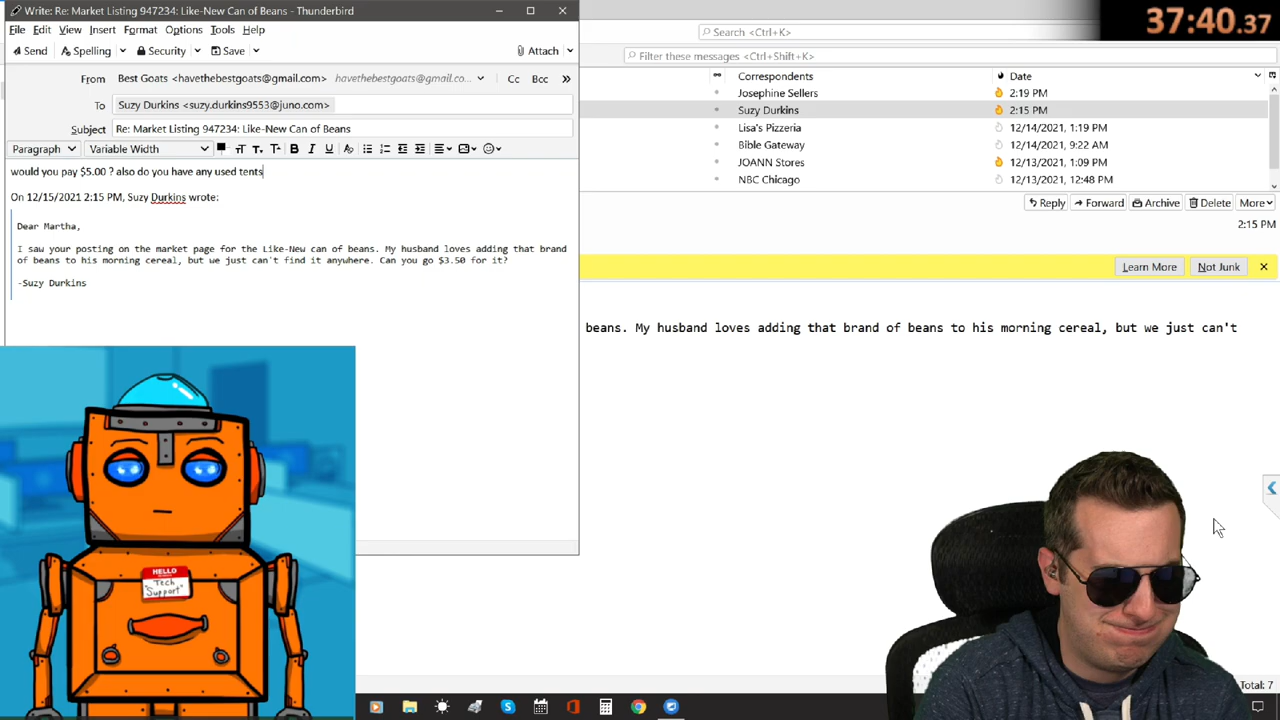 Write: Re: Market Listing 947234: Like-New Can of Beans - Thunderbird
37:40.37
File Edit View Insert Format Options Tools Help
Search <Ctrl+K>
Send Spelling Security Save Attach
Filter these messages <Ctrl+Shift+K>
From Best Goats <havethebestgoats@gmail.com> havethebestgoats@gmail.co... Cc Bcc »
To Suzy Durkins <suzy.durkins9553@juno.com>
Subject Re: Market Listing 947234: Like-New Can of Beans
Paragraph Variable Width
would you pay $5.00 ? also do you have any used tents
On 12/15/2021 2:15 PM, Suzy Durkins wrote:
Dear Martha,
I saw your posting on the market page for the Like-New can of beans. My husband loves adding that brand
of beans to his morning cereal, but we just can't find it anywhere. Can you go $3.50 for it?
-Suzy Durkins
Correspondents Date
Josephine Sellers 2:19 PM
Suzy Durkins 2:15 PM
Lisa's Pizzeria 12/14/2021, 1:19 PM
Bible Gateway 12/14/2021, 9:22 AM
JOANN Stores 12/13/2021, 1:09 PM
NBC Chicago 12/13/2021, 12:48 PM
Reply Forward Archive Delete More
2:15 PM
Learn More Not Junk
beans. My husband loves adding that brand of beans to his morning cereal, but we just can't
HELLO
Tech
"Support"
Total: 7